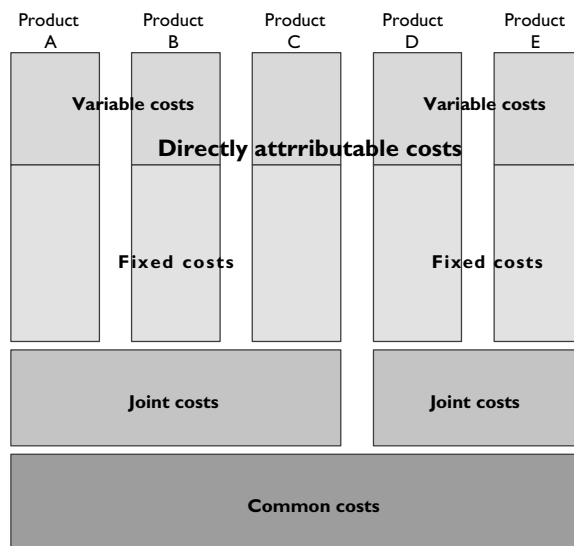 Product Product Product Product Product
A B C D E
Variable costs Variable costs
Directly attrributable costs
Fixed costs Fixed costs
Joint costs Joint costs
Common costs